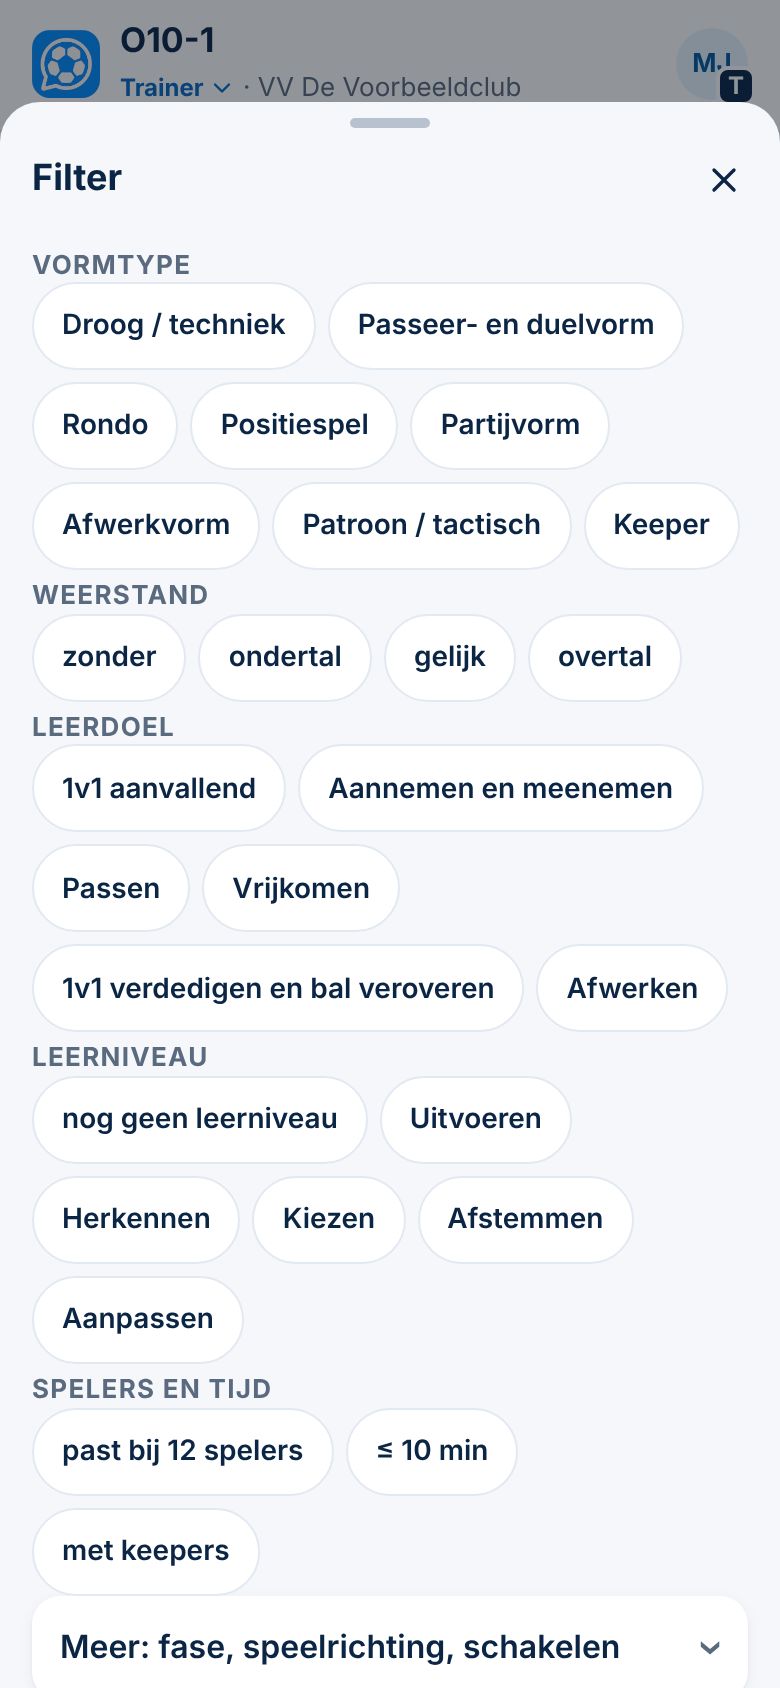 O10-1
Trainer · VV De Voorbeeldclub
T
Filter
VORMTYPE
Droog / techniek Passeer- en duelvorm
Rondo Positiespel Partijvorm
Afwerkvorm Patroon / tactisch Keeper
WEERSTAND
zonder ondertal gelijk overtal
LEERDOEL
1v1 aanvallend Aannemen en meenemen
Passen Vrijkomen
1v1 verdedigen en bal veroveren Afwerken
LEERNIVEAU
nog geen leerniveau Uitvoeren
Herkennen Kiezen Afstemmen
Aanpassen
SPELERS EN TIJD
past bij 12 spelers ≤ 10 min
met keepers
Meer: fase, speelrichting, schakelen